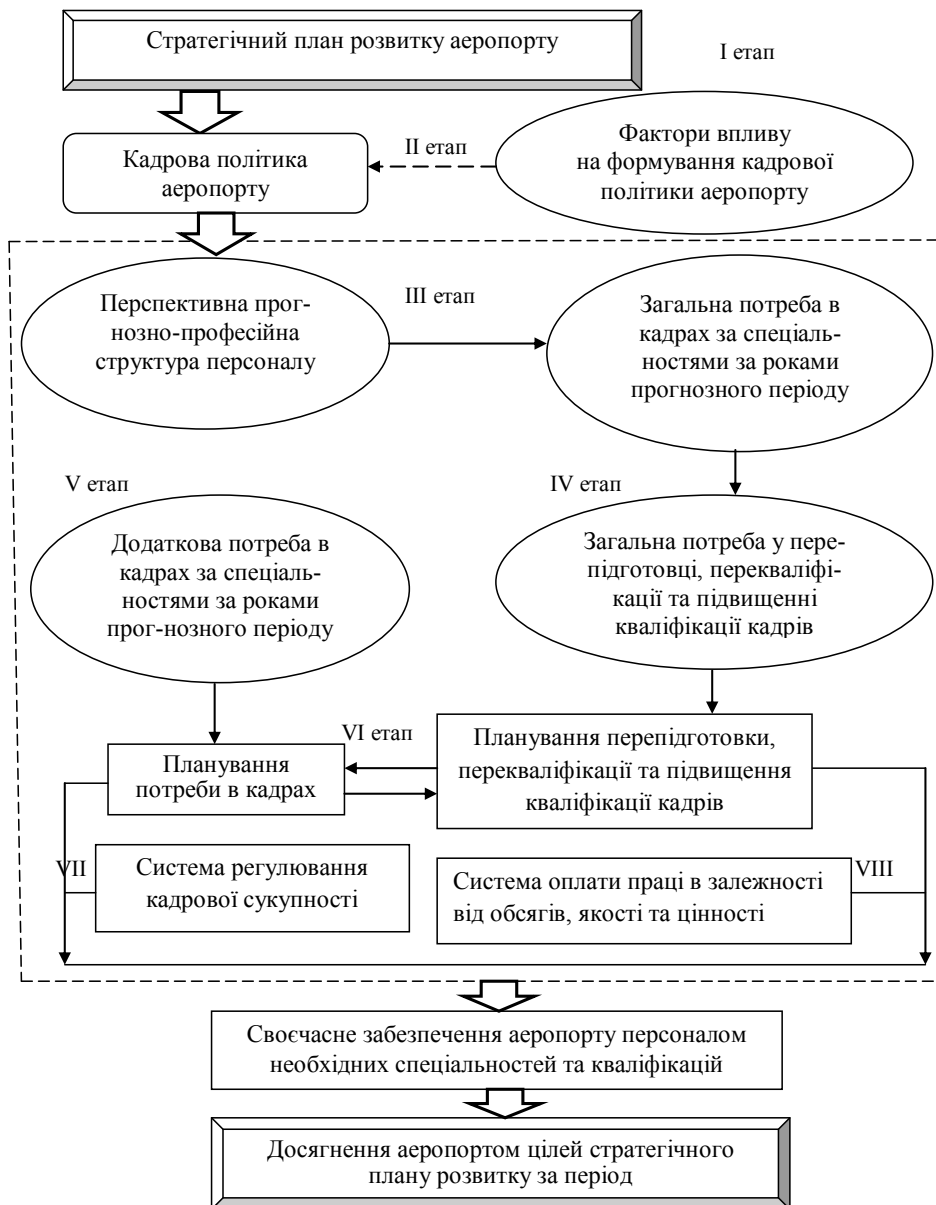 Стратегічний план розвитку аеропорту
I етап
Кадрова політика
аеропорту
II етап
Фактори впливу
на формування кадрової
політики аеропорту
Перспективна прог-
нозно-професійна
структура персоналу
III етап
Загальна потреба в
кадрах за спеціаль-
ностями за роками
прогнозного періоду
V етап
IV етап
Додаткова потреба в
кадрах за спеціаль-
ностями за роками
прог-нозного періоду
Загальна потреба у пере-
підготовці, перекваліфі-
кації та підвищенні
кваліфікації кадрів
VI етап
Планування
потреби в кадрах
Планування перепідготовки,
перекваліфікації та підвищення
кваліфікації кадрів
VII
Система регулювання
кадрової сукупності
Система оплати праці в залежності
від обсягів, якості та цінності
VIII
Своєчасне забезпечення аеропорту персоналом
необхідних спеціальностей та кваліфікацій
Досягнення аеропортом цілей стратегічного
плану розвитку за період